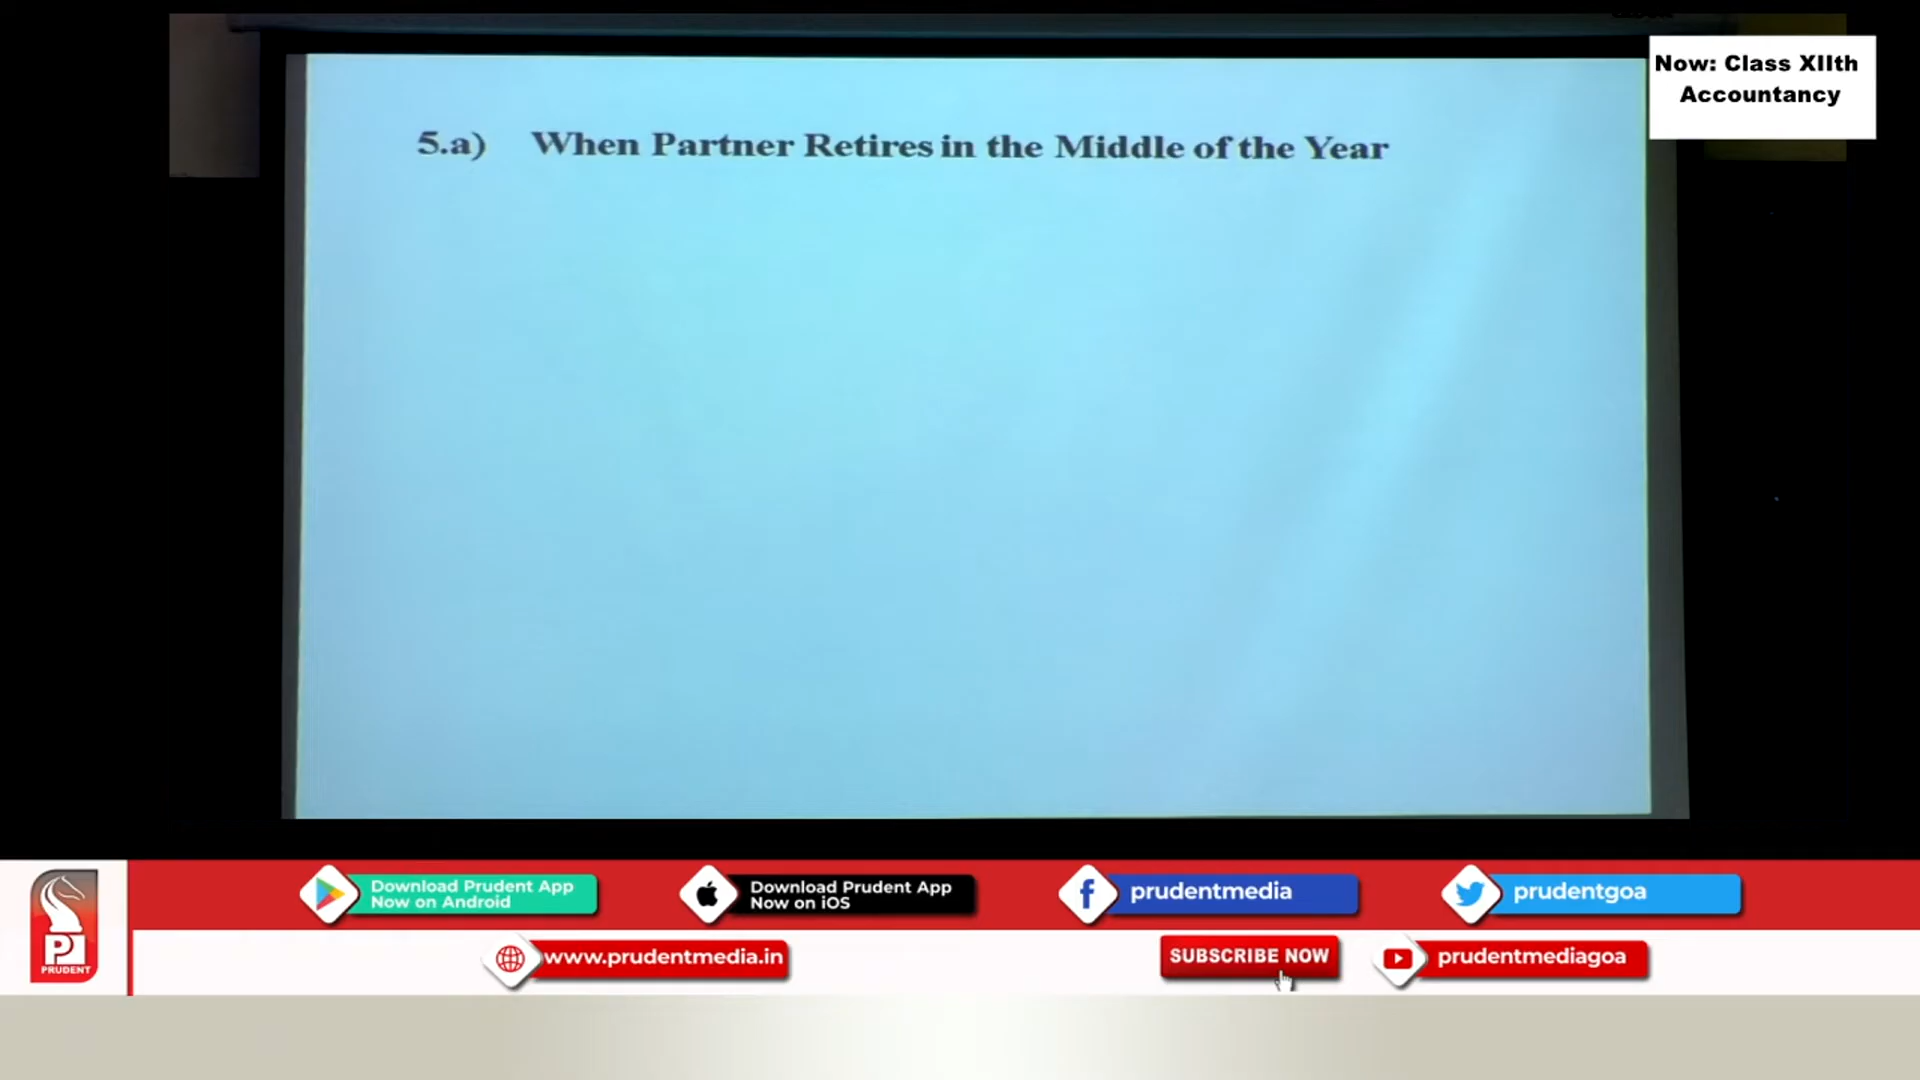 Now: Class XIIth
Accountancy
5.a) When Partner Retires in the Middle of the Year
Download Prudent App
Now on Android
Download Prudent App
Now on iOS
prudentmedia
prudentgoa
PRUDENT
www.prudentmedia.in
SUBSCRIBE NOW
prudentmediagoa